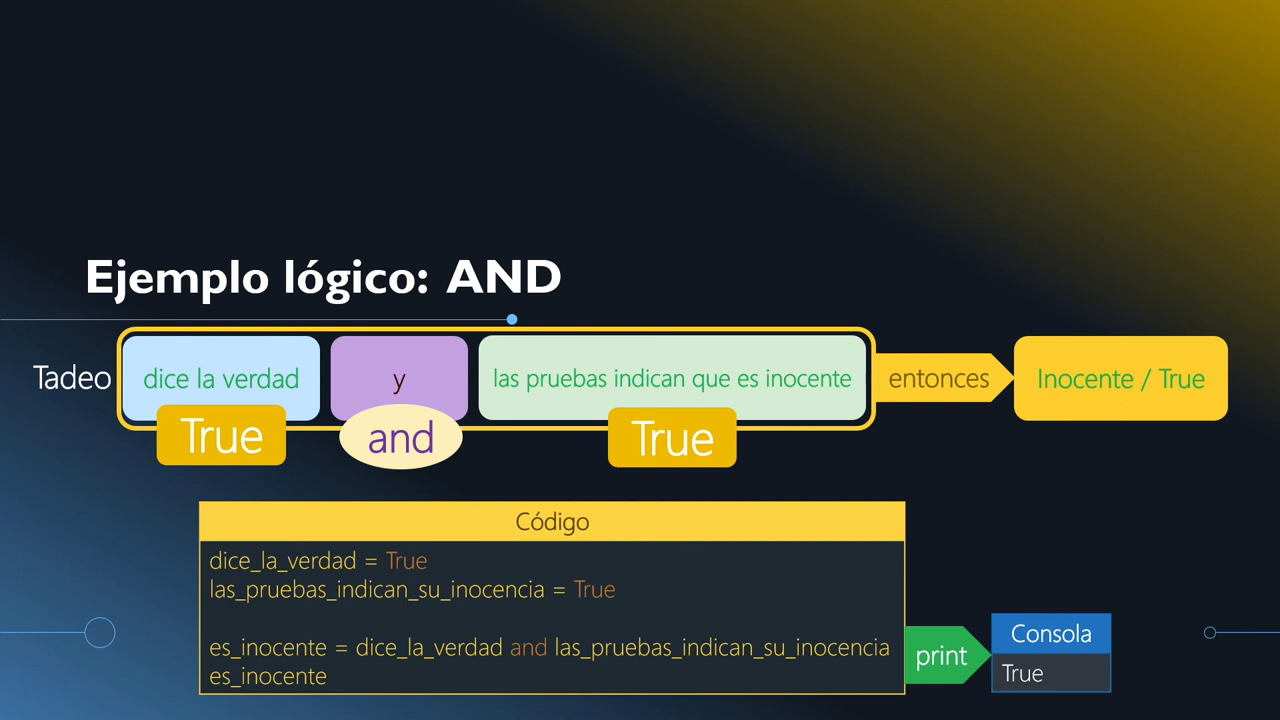 Ejemplo lógico: AND
Tadeo dice la verdad y las pruebas indican que es inocente entonces Inocente / True
True and True
Código
dice_la_verdad = True
las_pruebas_indican_su_inocencia = True
es_inocente = dice_la_verdad and las_pruebas_indican_su_inocencia
es_inocente
print
Consola
True